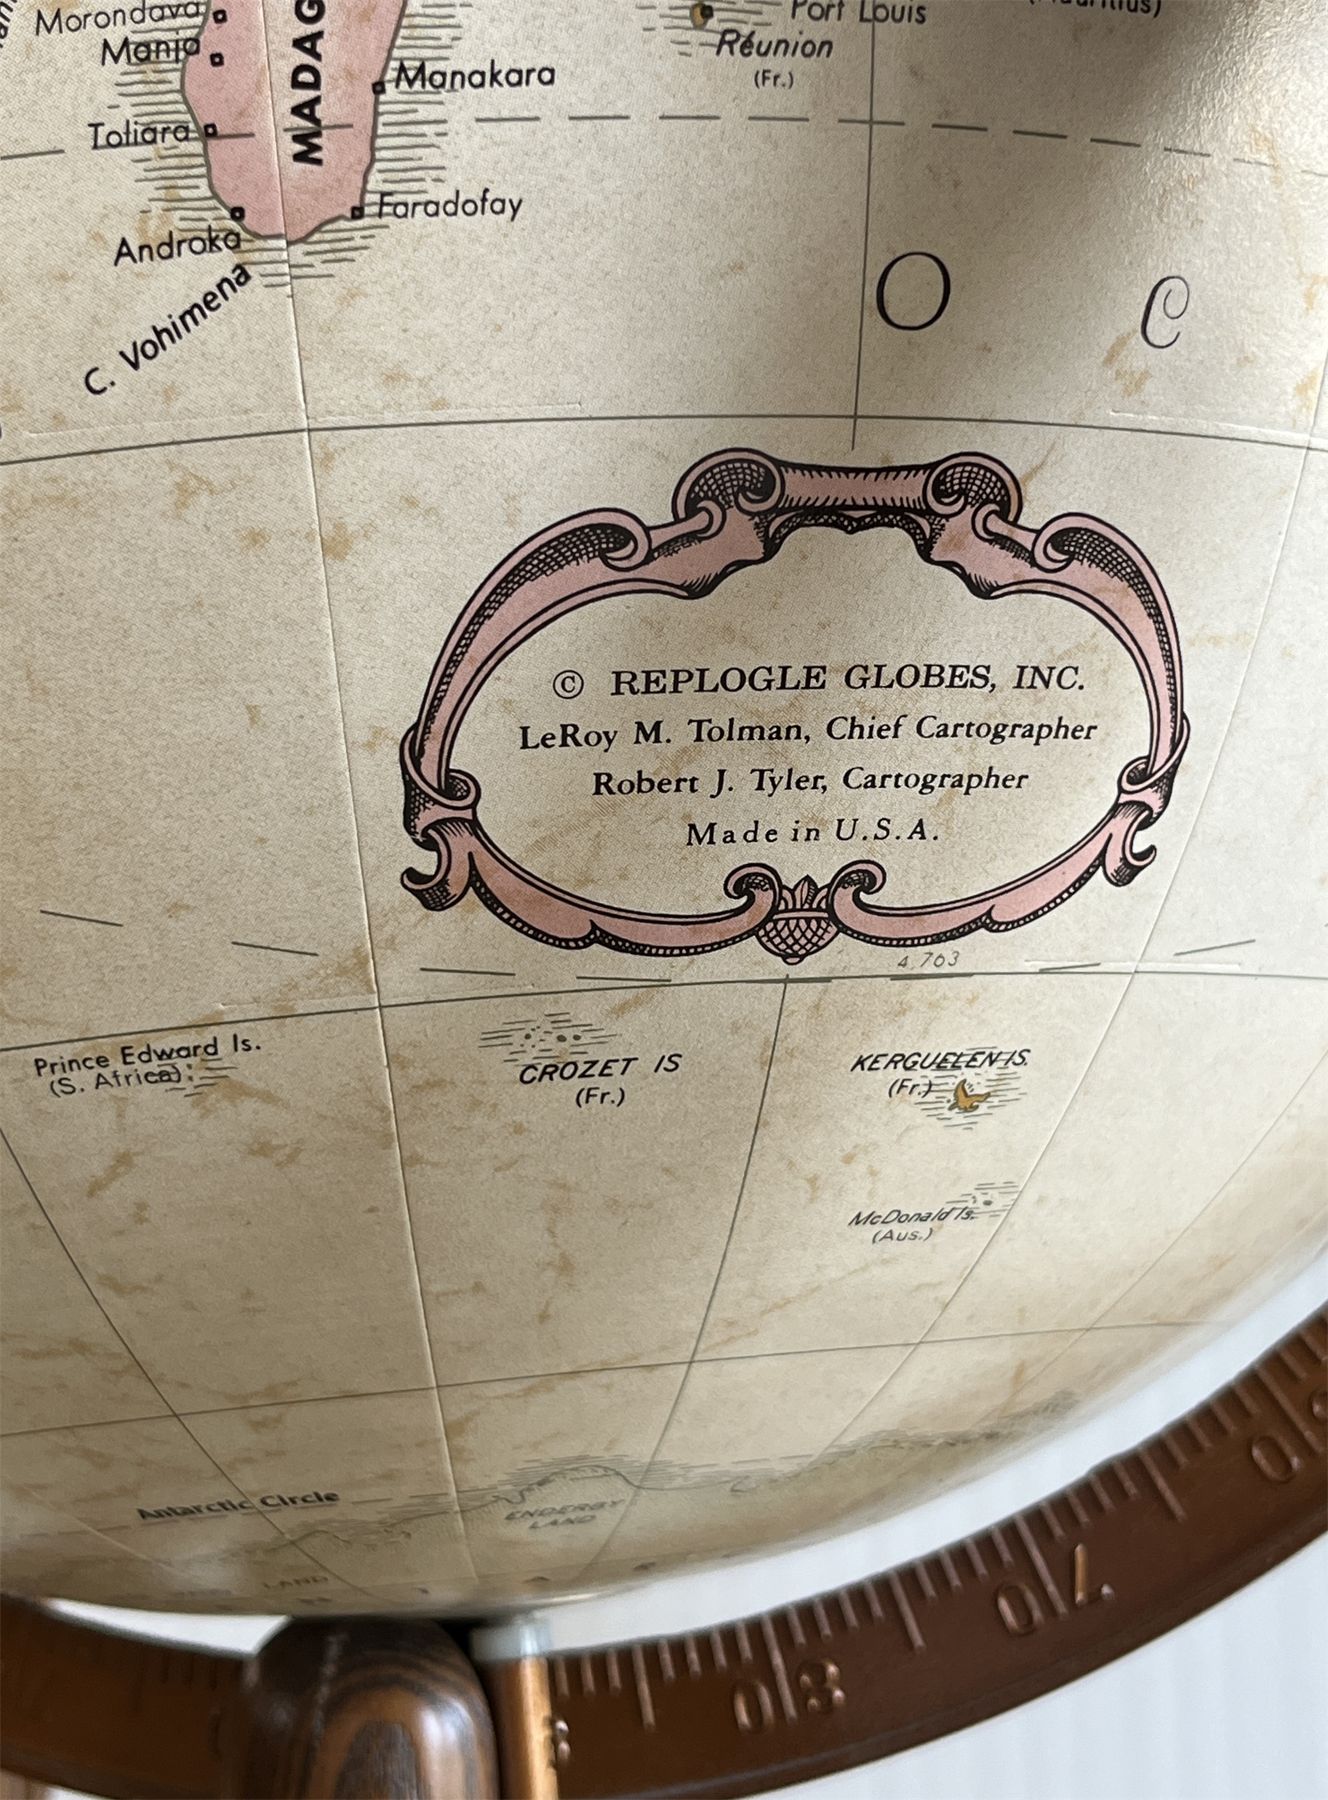 Morondava
Port Louis
Manja
Réunion
(Fr.)
MADAG
Manakara
Toliara
Faradofay
Androka
C. Vohimena
O
C
© REPLOGLE GLOBES, INC.
LeRoy M. Tolman, Chief Cartographer
Robert J. Tyler, Cartographer
Made in U.S.A.
4,763
Prince Edward Is.
(S. Africa)
CROZET IS
(Fr.)
KERGUELEN IS.
(Fr.)
McDonald Is.
(Aus.)
Antarctic Circle
ENDERBY
LAND
70
80